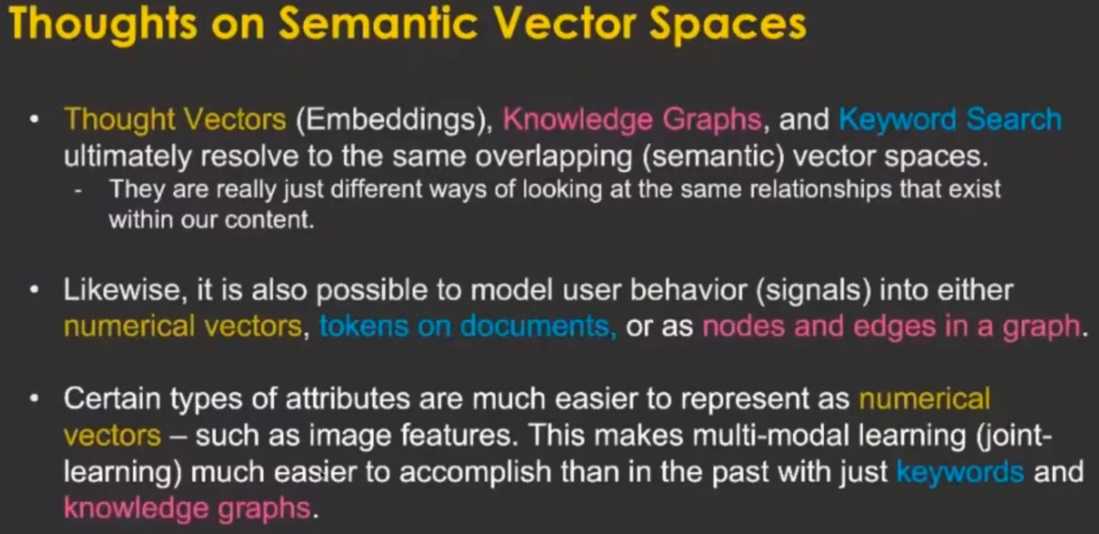 Thoughts on Semantic Vector Spaces
• Thought Vectors (Embeddings), Knowledge Graphs, and Keyword Search
ultimately resolve to the same overlapping (semantic) vector spaces.
- They are really just different ways of looking at the same relationships that exist
within our content.
• Likewise, it is also possible to model user behavior (signals) into either
numerical vectors, tokens on documents, or as nodes and edges in a graph.
• Certain types of attributes are much easier to represent as numerical
vectors – such as image features. This makes multi-modal learning (joint-
learning) much easier to accomplish than in the past with just keywords and
knowledge graphs.